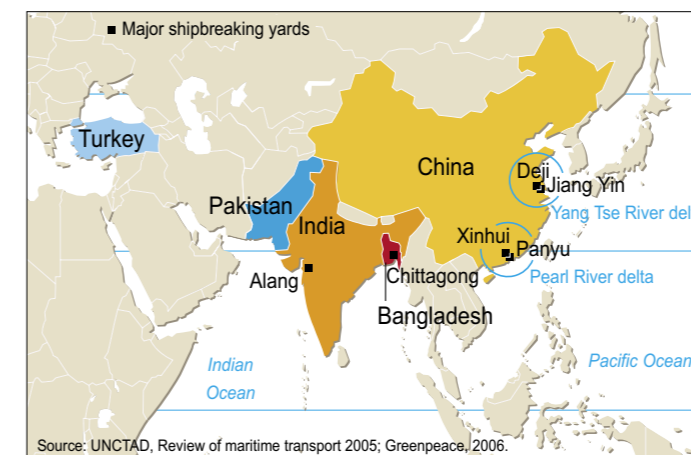 Major shipbreaking yards
Turkey
China
Deji
Jiang Yin
Pakistan
Yang Tse River del
India
Xinhui
Panyu
Alang
Chittagong
Pearl River delta
Bangladesh
Indian
Ocean
Pacific Ocean
Source: UNCTAD, Review of maritime transport 2005; Greenpeace, 2006.